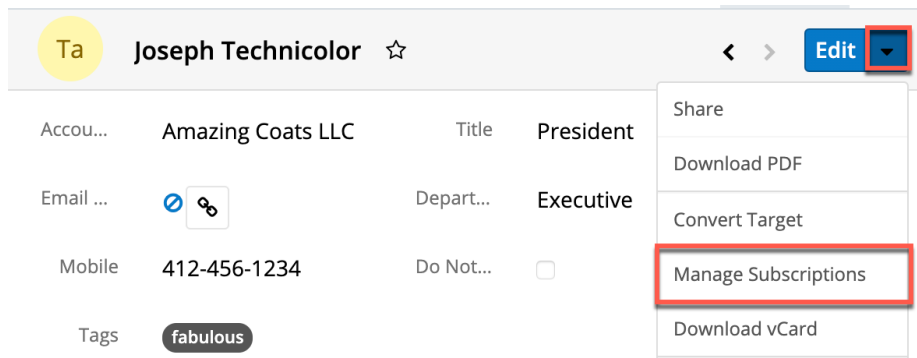 Ta Joseph Technicolor Edit
Share
Accou... Amazing Coats LLC Title President
Download PDF
Email ... Depart... Executive
Convert Target
Mobile 412-456-1234 Do Not...
Manage Subscriptions
Tags fabulous
Download vCard